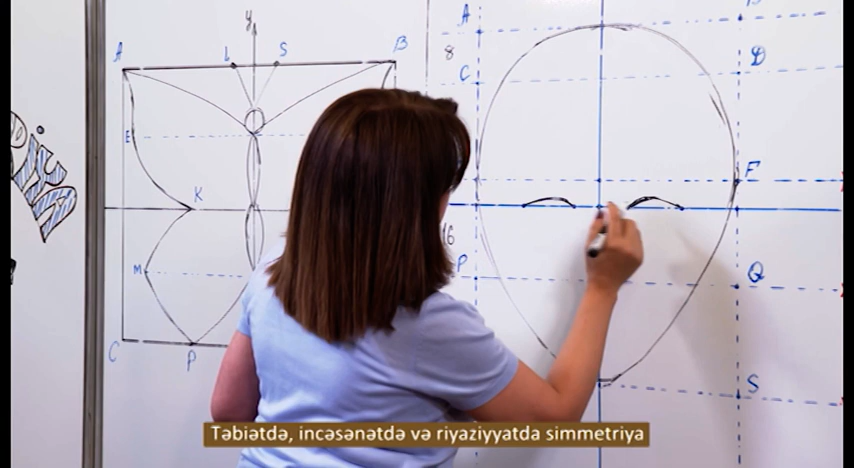 y
A
L
S
B
E
K
M
C
P
A
8
C
D
F
16
P
Q
S
Təbiətdə, incəsənətdə və riyaziyyatda simmetriya